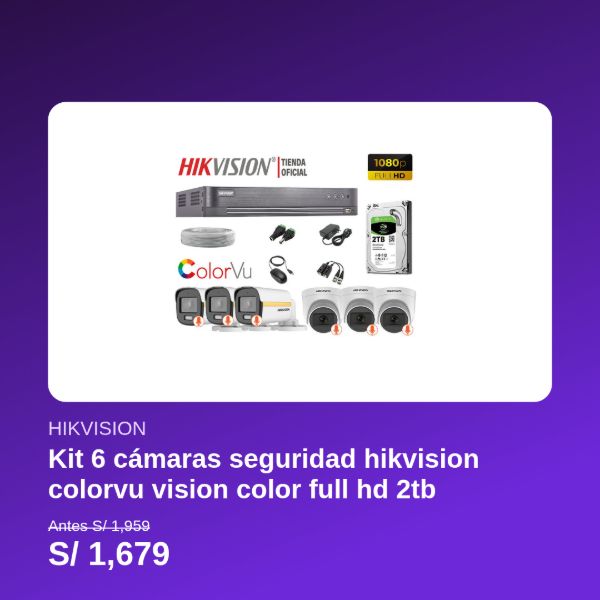 HIKVISION® TIENDA
OFICIAL
1080p
FULL HD
2TB
ColorVu
HIKVISION
HIKVISION
Kit 6 cámaras seguridad hikvision
colorvu vision color full hd 2tb
Antes S/ 1,959
S/ 1,679